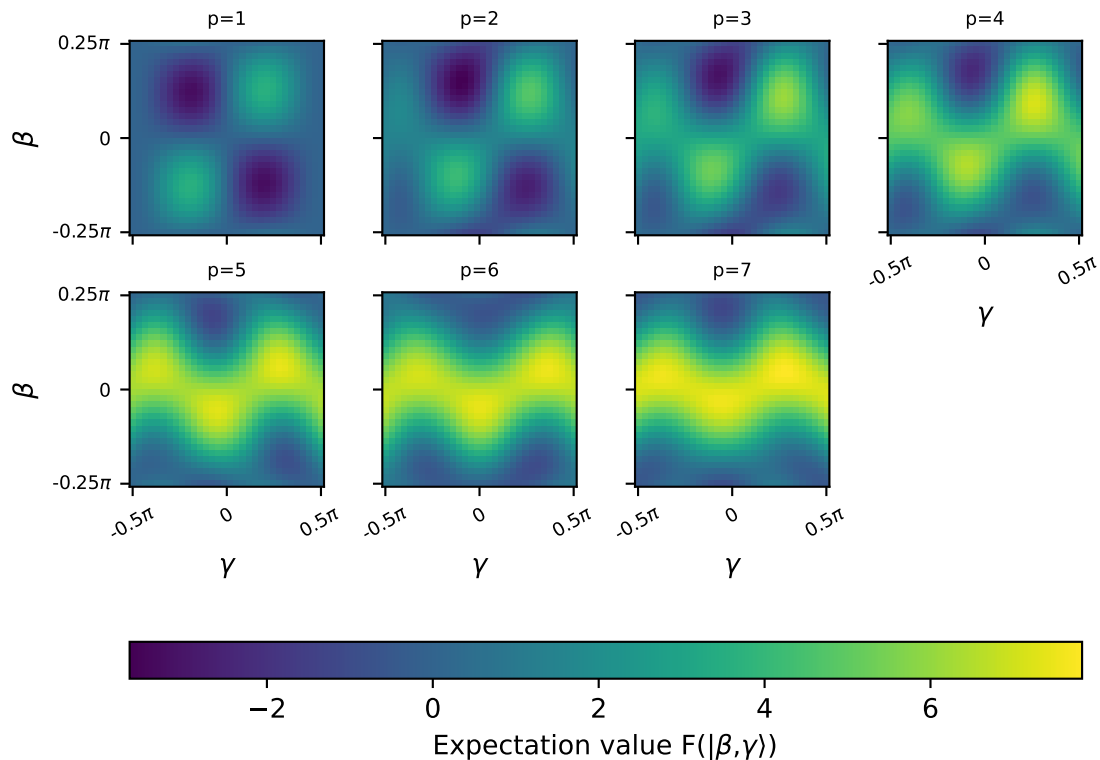 p=1 p=2 p=3 p=4
0.25π
β 0
-0.25π
-0.5π 0 0.5π
γ
p=5 p=6 p=7
0.25π
β 0
-0.25π
-0.5π 0 0.5π -0.5π 0 0.5π -0.5π 0 0.5π
γ γ γ
−2 0 2 4 6
Expectation value F(|β,γ⟩)